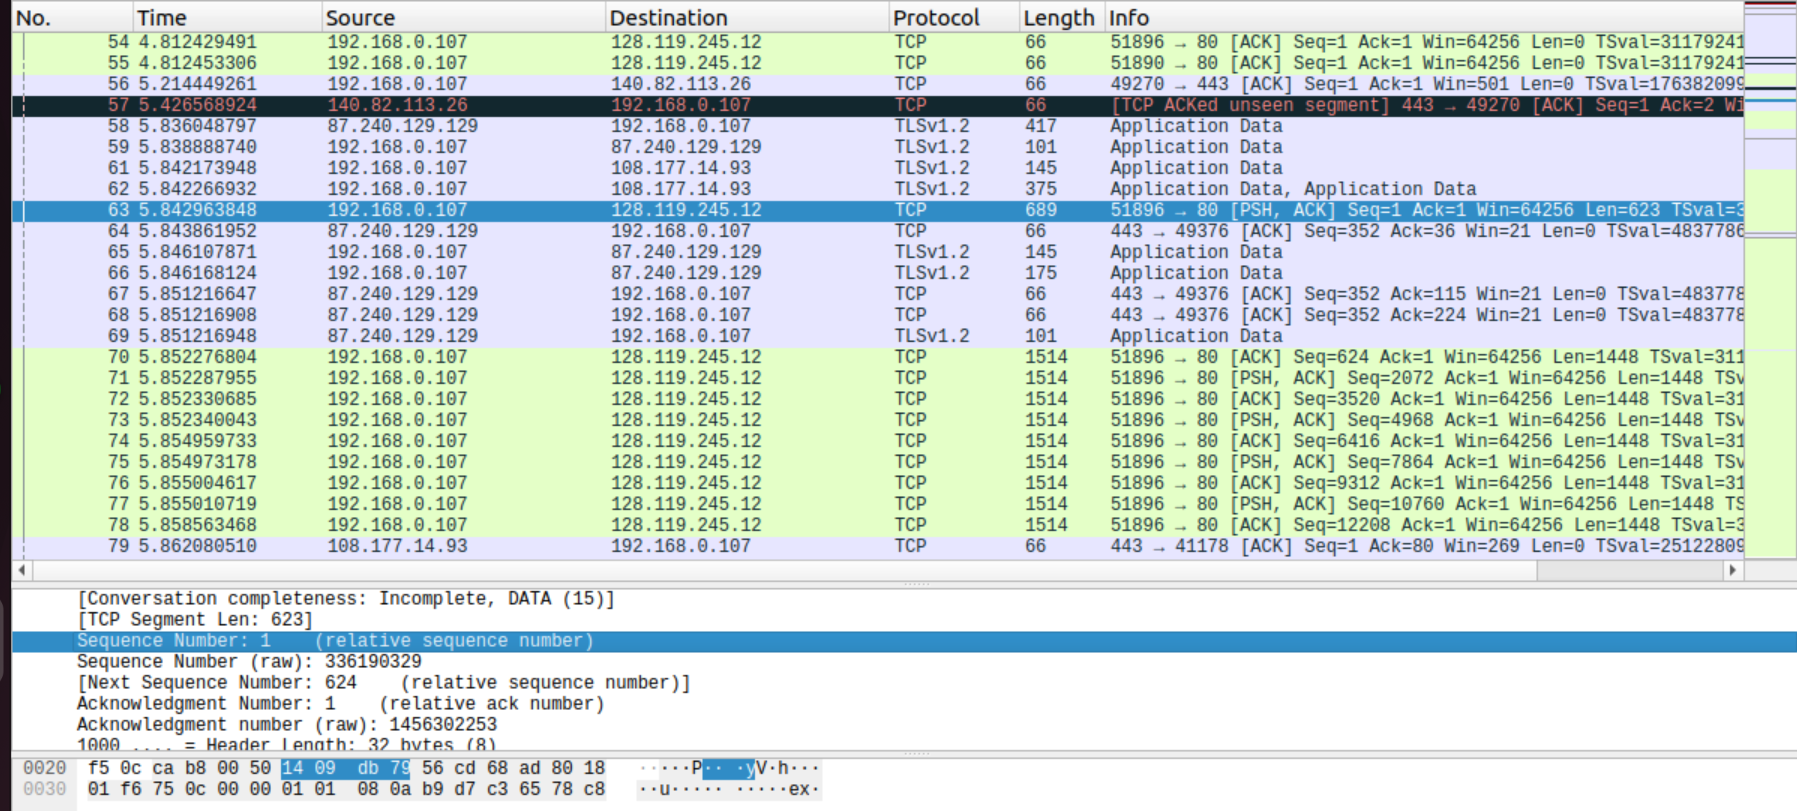 No. Time Source Destination Protocol Length Info
54 4.812429491 192.168.0.107 128.119.245.12 TCP 66 51896 → 80 [ACK] Seq=1 Ack=1 Win=64256 Len=0 TSval=31179241
55 4.812453306 192.168.0.107 128.119.245.12 TCP 66 51890 → 80 [ACK] Seq=1 Ack=1 Win=64256 Len=0 TSval=31179241
56 5.214449261 192.168.0.107 140.82.113.26 TCP 66 49270 → 443 [ACK] Seq=1 Ack=1 Win=501 Len=0 TSval=176382099
57 5.426568924 140.82.113.26 192.168.0.107 TCP 66 [TCP ACKed unseen segment] 443 → 49270 [ACK] Seq=1 Ack=2 Wi
58 5.836048797 87.240.129.129 192.168.0.107 TLSv1.2 417 Application Data
59 5.838888740 192.168.0.107 87.240.129.129 TLSv1.2 101 Application Data
61 5.842173948 192.168.0.107 108.177.14.93 TLSv1.2 145 Application Data
62 5.842266932 192.168.0.107 108.177.14.93 TLSv1.2 375 Application Data, Application Data
63 5.842963848 192.168.0.107 128.119.245.12 TCP 689 51896 → 80 [PSH, ACK] Seq=1 Ack=1 Win=64256 Len=623 TSval=3
64 5.843861952 87.240.129.129 192.168.0.107 TCP 66 443 → 49376 [ACK] Seq=352 Ack=36 Win=21 Len=0 TSval=4837786
65 5.846107871 192.168.0.107 87.240.129.129 TLSv1.2 145 Application Data
66 5.846168124 192.168.0.107 87.240.129.129 TLSv1.2 175 Application Data
67 5.851216647 87.240.129.129 192.168.0.107 TCP 66 443 → 49376 [ACK] Seq=352 Ack=115 Win=21 Len=0 TSval=483778
68 5.851216908 87.240.129.129 192.168.0.107 TCP 66 443 → 49376 [ACK] Seq=352 Ack=224 Win=21 Len=0 TSval=483778
69 5.851216948 87.240.129.129 192.168.0.107 TLSv1.2 101 Application Data
70 5.852276804 192.168.0.107 128.119.245.12 TCP 1514 51896 → 80 [ACK] Seq=624 Ack=1 Win=64256 Len=1448 TSval=311
71 5.852287955 192.168.0.107 128.119.245.12 TCP 1514 51896 → 80 [PSH, ACK] Seq=2072 Ack=1 Win=64256 Len=1448 TSv
72 5.852330685 192.168.0.107 128.119.245.12 TCP 1514 51896 → 80 [ACK] Seq=3520 Ack=1 Win=64256 Len=1448 TSval=31
73 5.852340043 192.168.0.107 128.119.245.12 TCP 1514 51896 → 80 [PSH, ACK] Seq=4968 Ack=1 Win=64256 Len=1448 TSv
74 5.854959733 192.168.0.107 128.119.245.12 TCP 1514 51896 → 80 [ACK] Seq=6416 Ack=1 Win=64256 Len=1448 TSval=31
75 5.854973178 192.168.0.107 128.119.245.12 TCP 1514 51896 → 80 [PSH, ACK] Seq=7864 Ack=1 Win=64256 Len=1448 TSv
76 5.855004617 192.168.0.107 128.119.245.12 TCP 1514 51896 → 80 [ACK] Seq=9312 Ack=1 Win=64256 Len=1448 TSval=31
77 5.855010719 192.168.0.107 128.119.245.12 TCP 1514 51896 → 80 [PSH, ACK] Seq=10760 Ack=1 Win=64256 Len=1448 TS
78 5.858563468 192.168.0.107 128.119.245.12 TCP 1514 51896 → 80 [ACK] Seq=12208 Ack=1 Win=64256 Len=1448 TSval=3
79 5.862080510 108.177.14.93 192.168.0.107 TCP 66 443 → 41178 [ACK] Seq=1 Ack=80 Win=269 Len=0 TSval=25122809
[Conversation completeness: Incomplete, DATA (15)]
[TCP Segment Len: 623]
Sequence Number: 1 (relative sequence number)
Sequence Number (raw): 336190329
[Next Sequence Number: 624 (relative sequence number)]
Acknowledgment Number: 1 (relative ack number)
Acknowledgment number (raw): 1456302253
1000 .... = Header Length: 32 bytes (8)
0020 f5 0c ca b8 00 50 14 09 db 79 56 cd 68 ad 80 18 ·····P·· ·yV·h···
0030 01 f6 75 0c 00 00 01 01 08 0a b9 d7 c3 65 78 c8 ··u····· ·····ex·